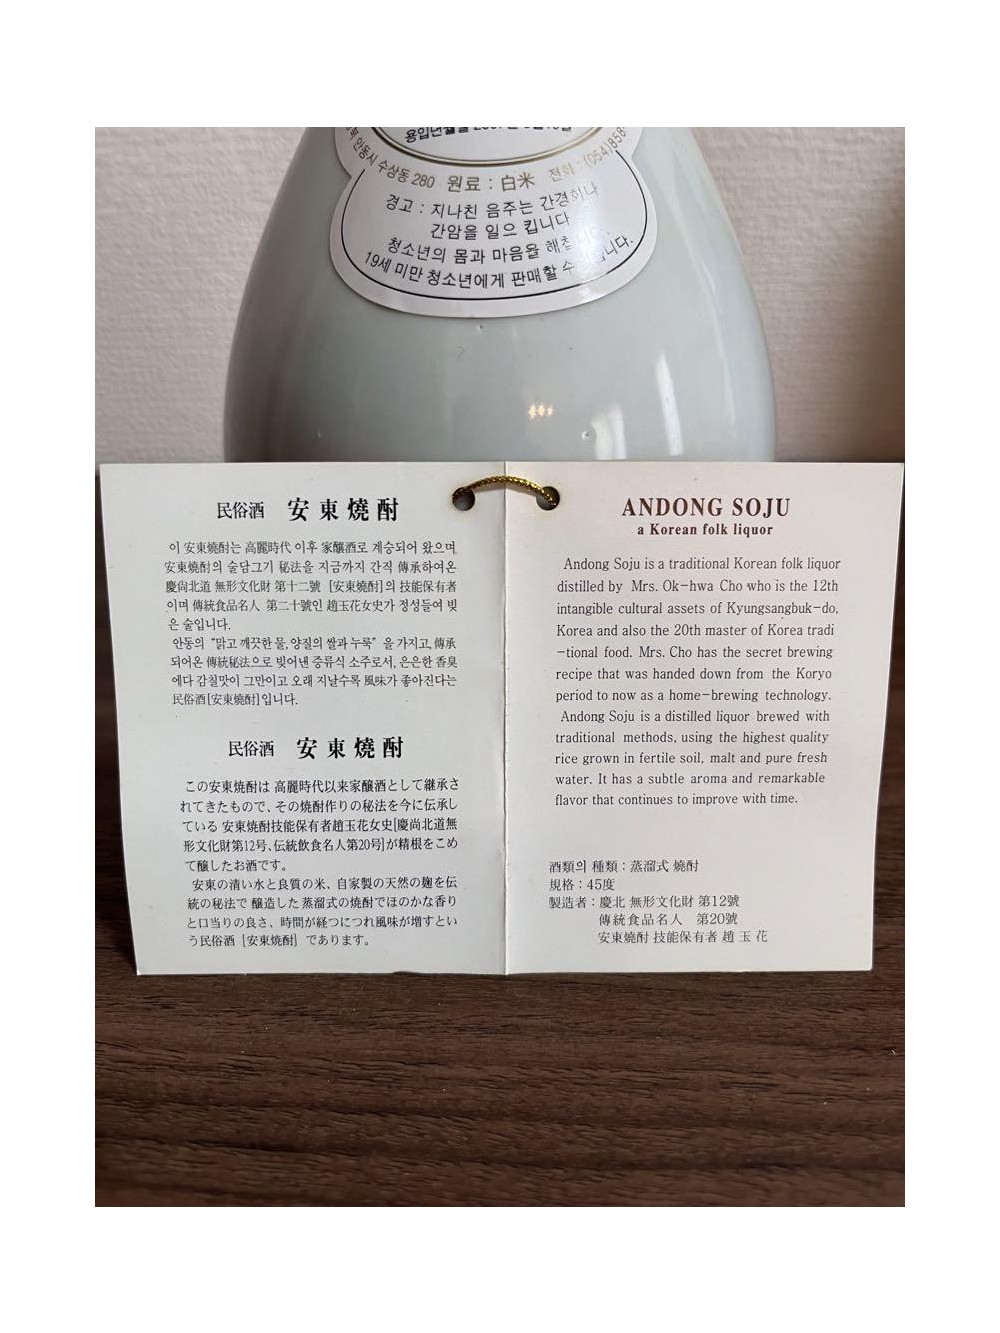 용입년월일
안동시 수상동 280 원료 : 白米 전화 : (054)858-
경고 : 지나친 음주는 간경화나
간암을 일으 킵니다
청소년의 몸과 마음을
19세 미만 청소년에게 판매할 수
民俗酒 安東燒酎
이 安東燒酎는 高麗時代 이후 家釀酒로 계승되어 왔으며
安東燒酎의 술담그기 秘法을 지금까지 간직 傳承하여온
慶尙北道 無形文化財 第十二號 [安東燒酎]의 技能保有者
이며 傳統食品名人 第二十號인 趙玉花女史가 정성들여 빚
은 술입니다.
안동의 "맑고 깨끗한 물, 양질의 쌀과 누룩" 을 가지고, 傳承
되어온 傳統秘法으로 빚어낸 증류식 소주로서, 은은한 香臭
에다 감칠맛이 그만이고 오래 지날수록 風味가 좋아진다는
民俗酒 [安東燒酎]입니다.
民俗酒 安東燒酎
この安東焼酎は 高麗時代以来家醸酒として継承さ
れてきたもので、その焼酎作りの秘法を今に伝承し
ている 安東焼酎技能保有者趙玉花女史[慶尚北道無
形文化財第12号、伝統飲食名人第20号]が精根をこめ
て醸したお酒です。
安東の清い水と良質の米、自家製の天然の麹を伝
統の秘法で 醸造した 蒸溜式の焼酎でほのかな香り
と口当りの良さ、時間が経つにつれ風味が増すとい
う民俗酒 [安東焼酎] であります。
ANDONG SOJU
a Korean folk liquor
Andong Soju is a traditional Korean folk liquor
distilled by Mrs. Ok-hwa Cho who is the 12th
intangible cultural assets of Kyungsangbuk-do,
Korea and also the 20th master of Korea tradi
-tional food. Mrs. Cho has the secret brewing
recipe that was handed down from the Koryo
period to now as a home-brewing technology.
Andong Soju is a distilled liquor brewed with
traditional methods, using the highest quality
rice grown in fertile soil, malt and pure fresh
water. It has a subtle aroma and remarkable
flavor that continues to improve with time.
酒類의 種類 : 蒸溜式 燒酎
規格 : 45度
製造者 : 慶北 無形文化財 第12號
傳統食品名人 第20號
安東燒酎 技能保有者 趙 玉 花